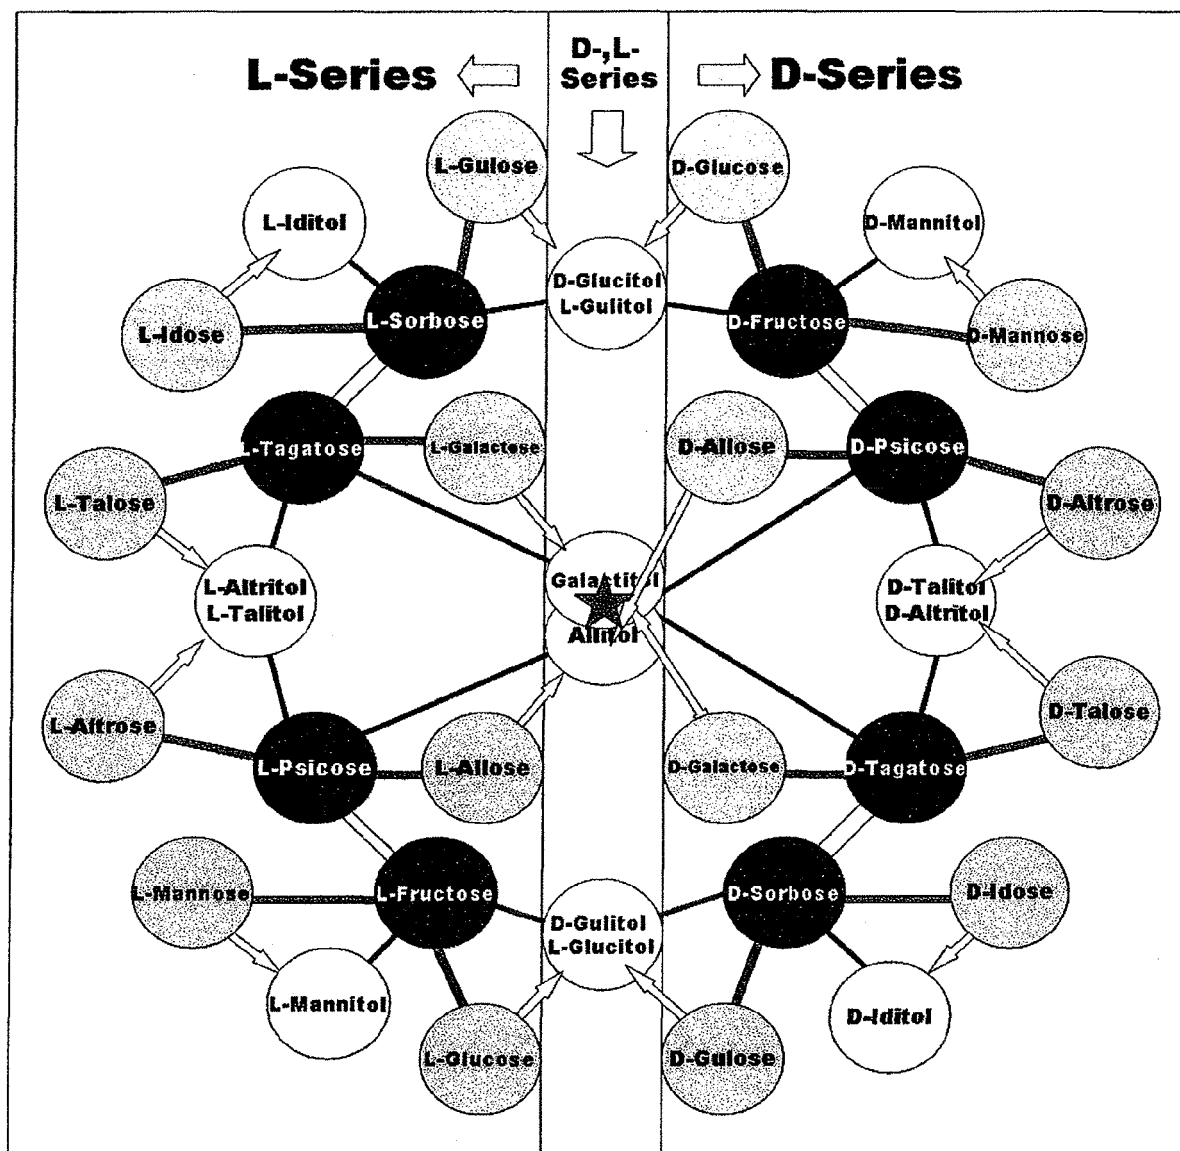 L-Series
D-,L-
Series
D-Series
L-Gulose
D-Glucose
L-Iditol
D-Mannitol
D-Glucitol
L-Gulitol
L-Idose
L-Sorbose
D-Fructose
D-Mannose
L-Tagatose
L-Galactose
D-Allose
D-Psicose
L-Talose
D-Altrose
L-Altritol
L-Talitol
Galactitol
Allitol
D-Talitol
D-Altritol
L-Altrose
D-Talose
L-Psicose
L-Allose
D-Galactose
D-Tagatose
L-Mannose
L-Fructose
D-Sorbose
D-Idose
D-Gulitol
L-Glucitol
L-Mannitol
D-Iditol
L-Glucose
D-Gulose